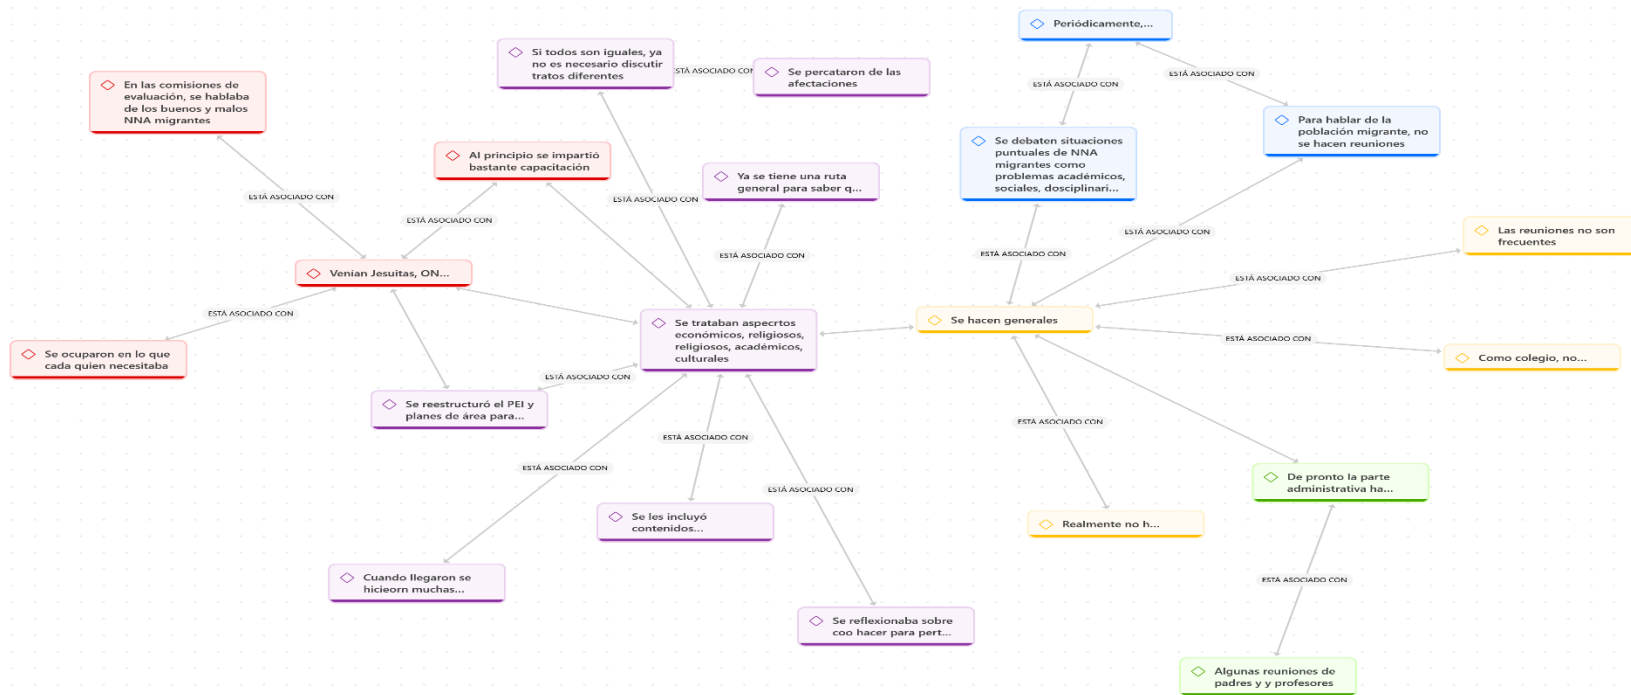 Periódicamente,...
Si todos son iguales, ya
no es necesario discutir
tratos diferentes
ESTÁ ASOCIADO CON
Se percataron de las
afectaciones
ESTÁ ASOCIADO CON
ESTÁ ASOCIADO CON
En las comisiones de
evaluación, se hablaba
de los buenos y malos
NNA migrantes
Para hablar de la
población migrante, no
se hacen reuniones
Al principio se impartió
bastante capacitación
Se debaten situaciones
puntuales de NNA
migrantes como
problemas académicos,
sociales, dosciplinari...
Ya se tiene una ruta
general para saber q...
ESTÁ ASOCIADO CON
ESTÁ ASOCIADO CON
ESTÁ ASOCIADO CON
ESTÁ ASOCIADO CON
Las reuniones no son
frecuentes
ESTÁ ASOCIADO CON
ESTÁ ASOCIADO CON
Venían Jesuitas, ON...
ESTÁ ASOCIADO CON
ESTÁ ASOCIADO CON
Se hacen generales
Se trataban aspecrtos
económicos, religiosos,
religiosos, académicos,
culturales
ESTÁ ASOCIADO CON
Se ocuparon en lo que
cada quien necesitaba
Como colegio, no...
ESTÁ ASOCIADO CON
Se reestructuró el PEI y
planes de área para...
ESTÁ ASOCIADO CON
ESTÁ ASOCIADO CON
ESTÁ ASOCIADO CON
De pronto la parte
administrativa ha...
ESTÁ ASOCIADO CON
Se les incluyó
contenidos...
Realmente no h...
Cuando llegaron se
hicieorn muchas...
ESTÁ ASOCIADO CON
Se reflexionaba sobre
coo hacer para pert...
Algunas reuniones de
padres y y profesores